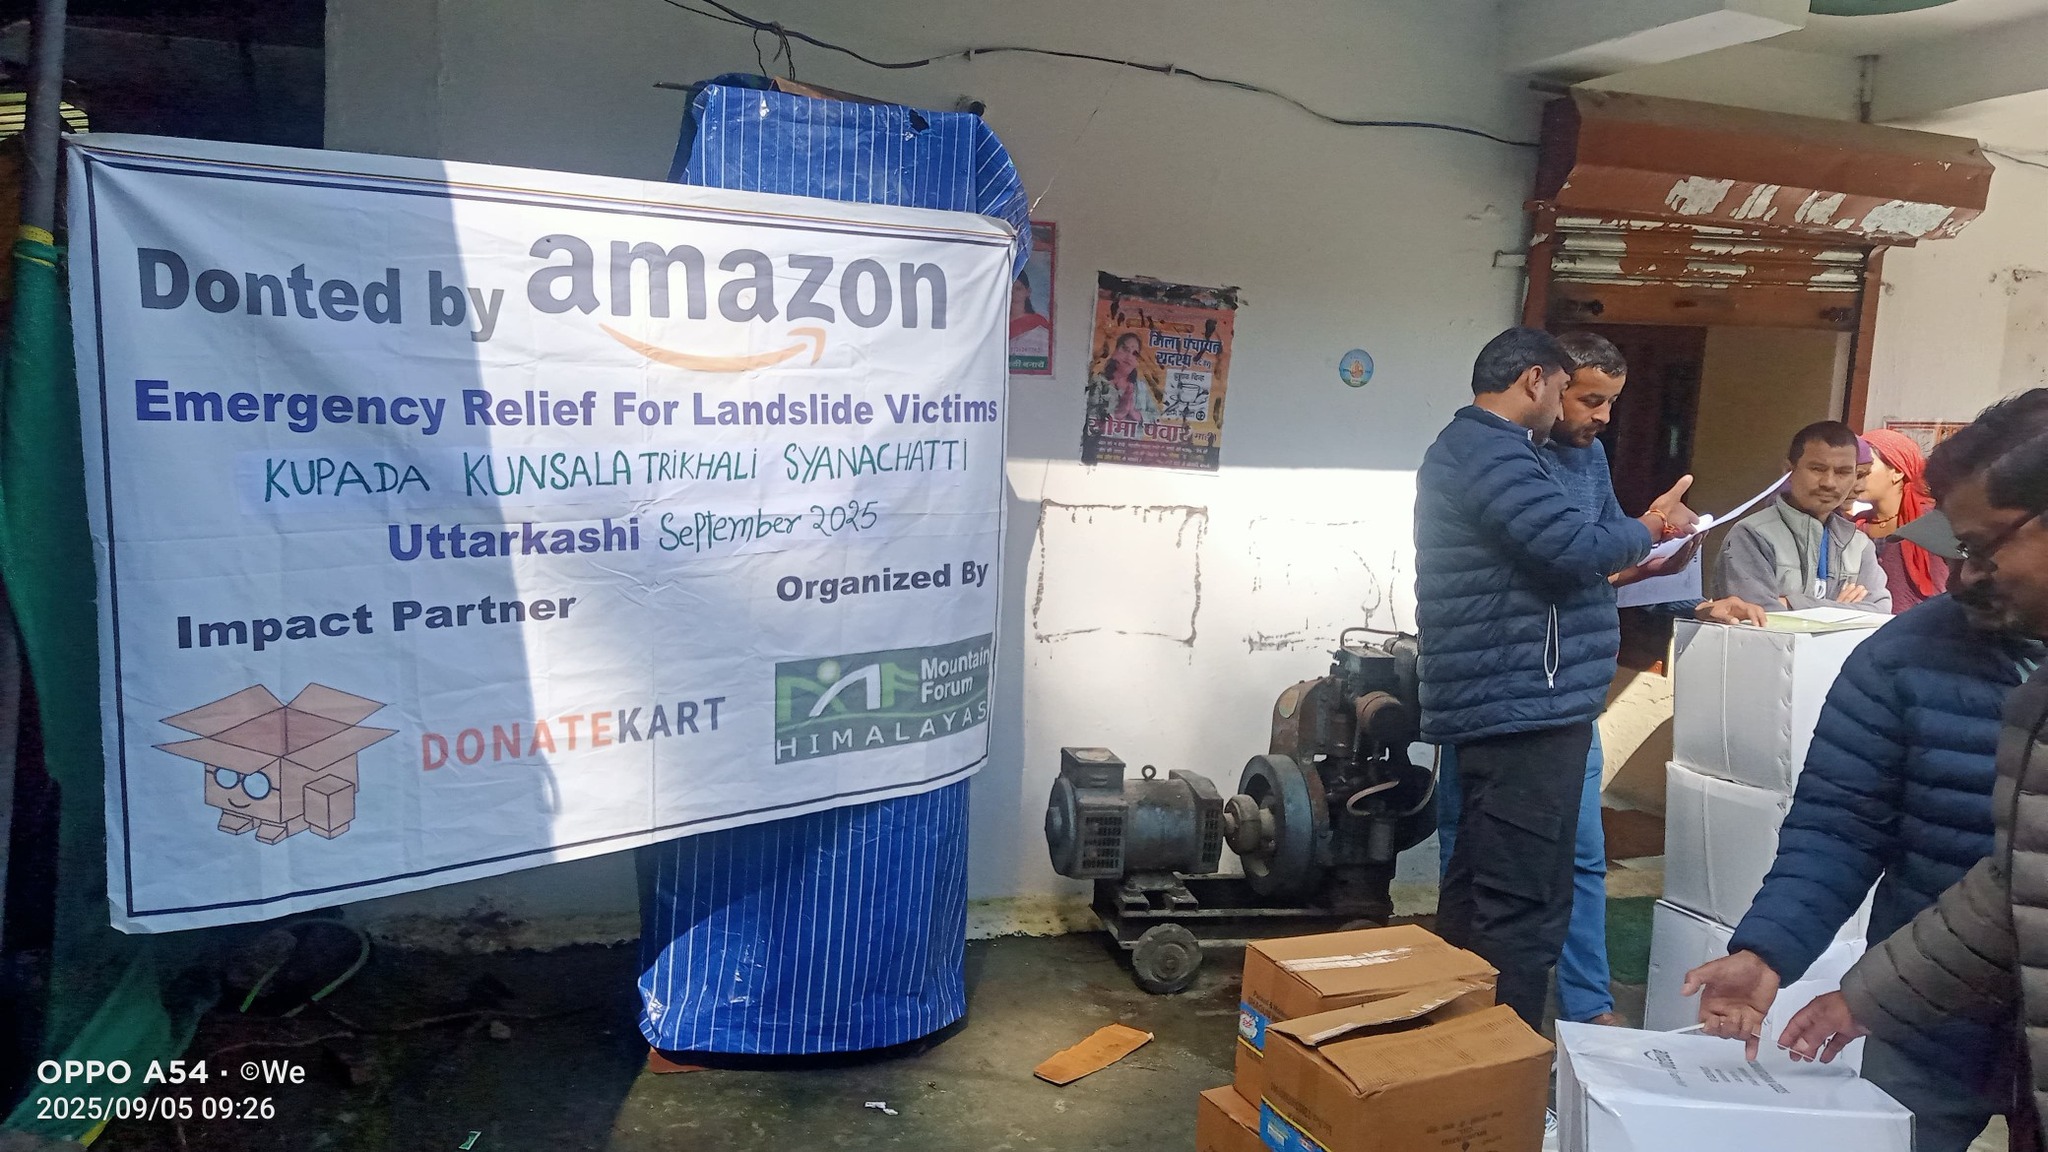 Donted by amazon
Emergency Relief For Landslide Victims
KUPADA KUNSALA TRIKHALI SYANACHATTI
Uttarkashi September 2025
Impact Partner
Organized By
DONATEKART
Mountain
Forum
HIMALAYAS
सदस्य
OPPO A54 · ©We
2025/09/05 09:26